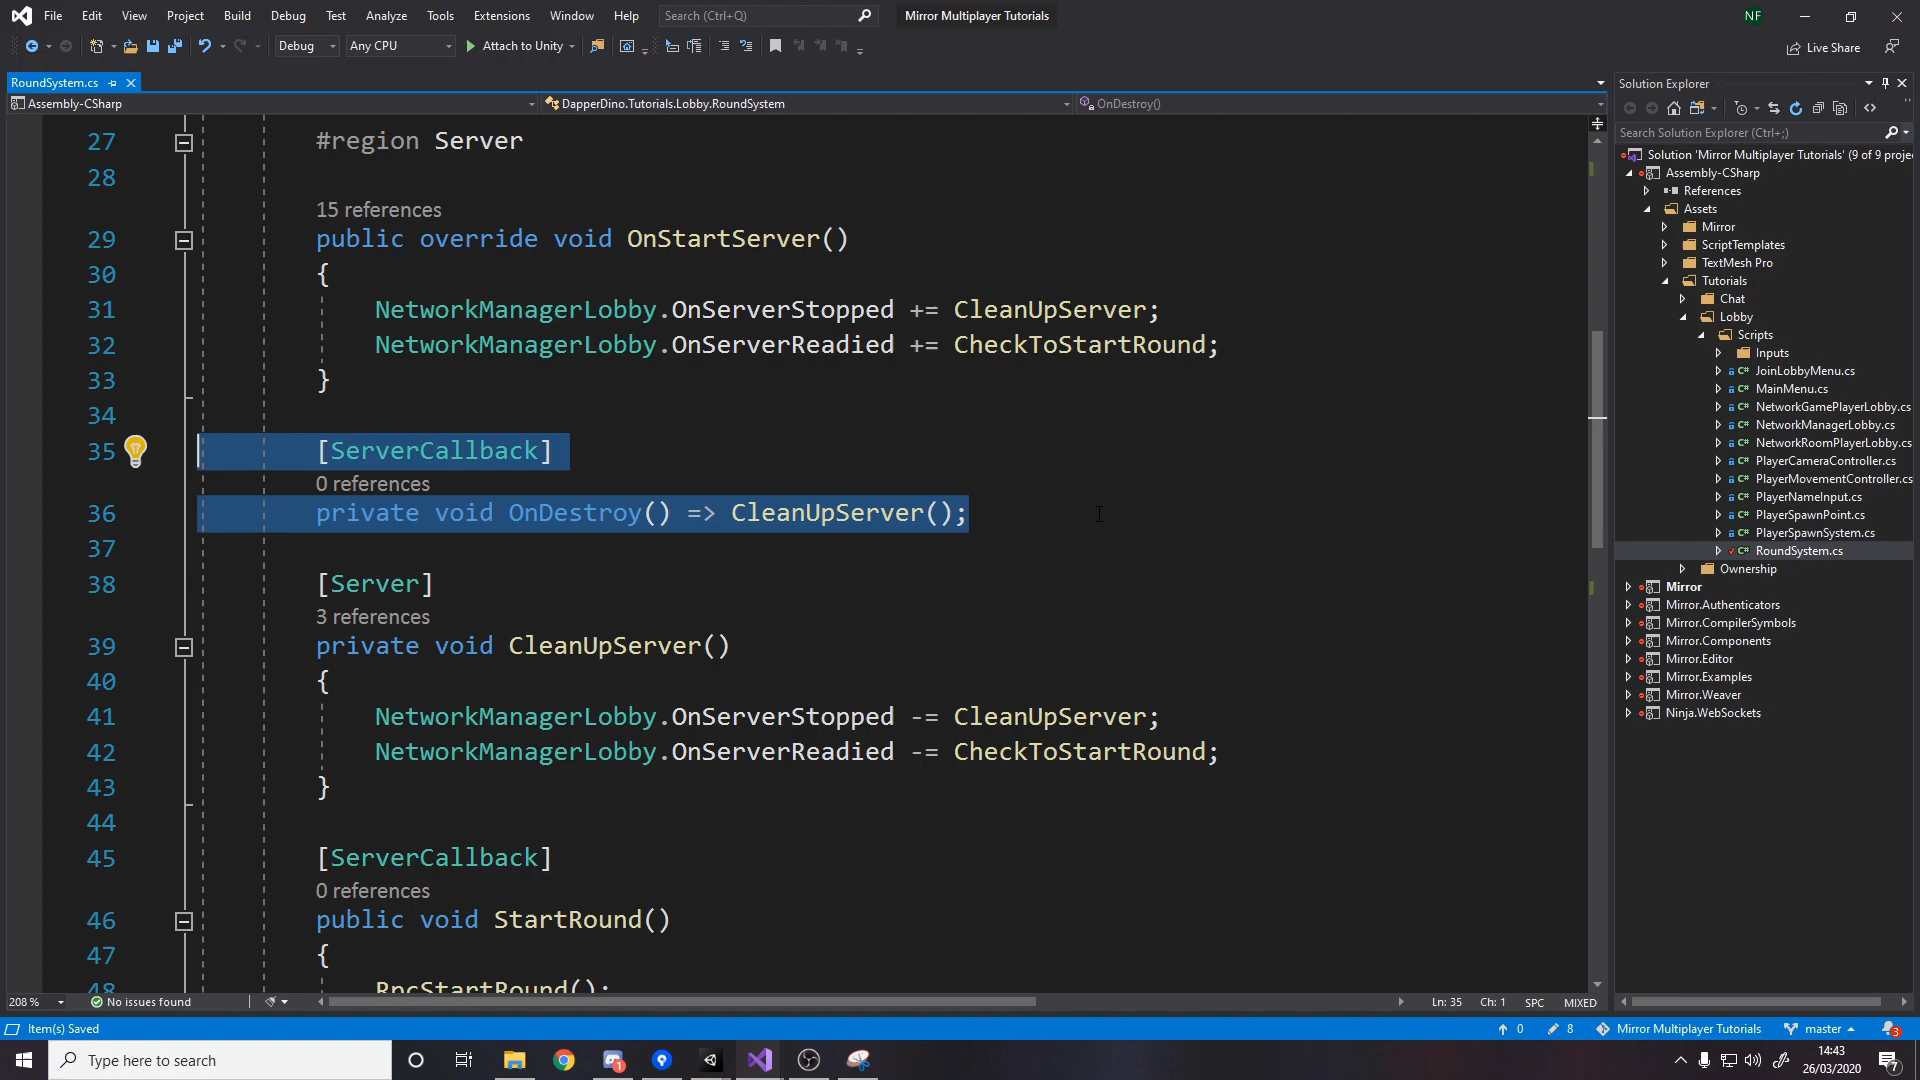 File Edit View Project Build Debug Test Analyze Tools Extensions Window Help Search (Ctrl+Q) Mirror Multiplayer Tutorials NF
Debug Any CPU Attach to Unity Live Share
RoundSystem.cs
Assembly-CSharp DapperDino.Tutorials.Lobby.RoundSystem OnDestroy()
27 #region Server
28
15 references
29 public override void OnStartServer()
30 {
31 NetworkManagerLobby.OnServerStopped += CleanUpServer;
32 NetworkManagerLobby.OnServerReadied += CheckToStartRound;
33 }
34
35 [ServerCallback]
0 references
36 private void OnDestroy() => CleanUpServer();
37
38 [Server]
3 references
39 private void CleanUpServer()
40 {
41 NetworkManagerLobby.OnServerStopped -= CleanUpServer;
42 NetworkManagerLobby.OnServerReadied -= CheckToStartRound;
43 }
44
45 [ServerCallback]
0 references
46 public void StartRound()
47 {
48 RpcStartRound();
208 % No issues found Ln: 35 Ch: 1 SPC MIXED
Solution Explorer
Search Solution Explorer (Ctrl+;)
Solution 'Mirror Multiplayer Tutorials' (9 of 9 proje
Assembly-CSharp
References
Assets
Mirror
ScriptTemplates
TextMesh Pro
Tutorials
Chat
Lobby
Scripts
Inputs
C# JoinLobbyMenu.cs
C# MainMenu.cs
C# NetworkGamePlayerLobby.cs
C# NetworkManagerLobby.cs
C# NetworkRoomPlayerLobby.cs
C# PlayerCameraController.cs
C# PlayerMovementController.cs
C# PlayerNameInput.cs
C# PlayerSpawnPoint.cs
C# PlayerSpawnSystem.cs
C# RoundSystem.cs
Ownership
Mirror
Mirror.Authenticators
Mirror.CompilerSymbols
Mirror.Components
Mirror.Editor
Mirror.Examples
Mirror.Weaver
Ninja.WebSockets
Item(s) Saved 0 8 Mirror Multiplayer Tutorials master 3
Type here to search 1 14:43
26/03/2020 7